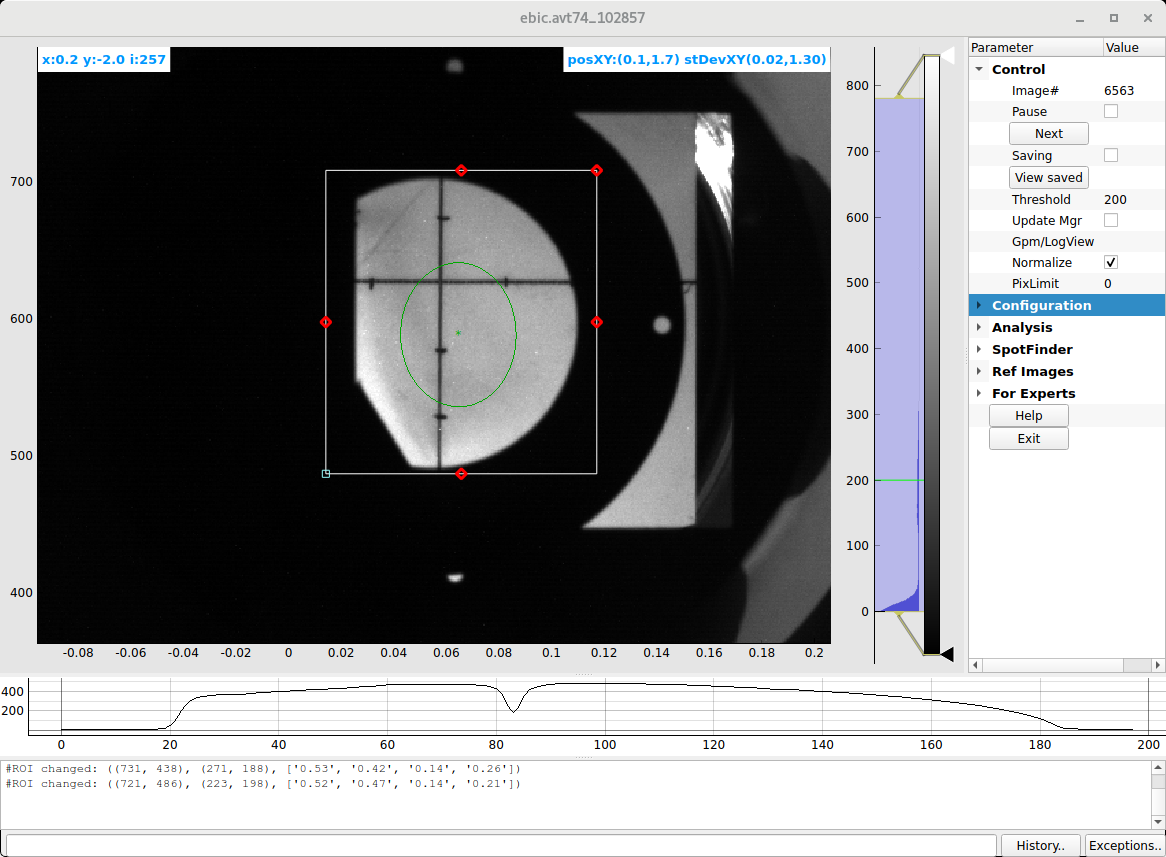 ebic.avt74_102857
x:0.2 y:-2.0 i:257
posXY:(0.1,1.7) stDevXY(0.02,1.30)
700
600
500
400
-0.08 -0.06 -0.04 -0.02 0 0.02 0.04 0.06 0.08 0.1 0.12 0.14 0.16 0.18 0.2
800
700
600
500
400
300
200
100
0
Parameter Value
Control
Image# 6563
Pause
Next
Saving
View saved
Threshold 200
Update Mgr
Gpm/LogView
Normalize
PixLimit 0
Configuration
Analysis
SpotFinder
Ref Images
For Experts
Help
Exit
400
200
0 20 40 60 80 100 120 140 160 180 200
#ROI changed: ((731, 438), (271, 188), ['0.53', '0.42', '0.14', '0.26'])
#ROI changed: ((721, 486), (223, 198), ['0.52', '0.47', '0.14', '0.21'])
History.. Exceptions..